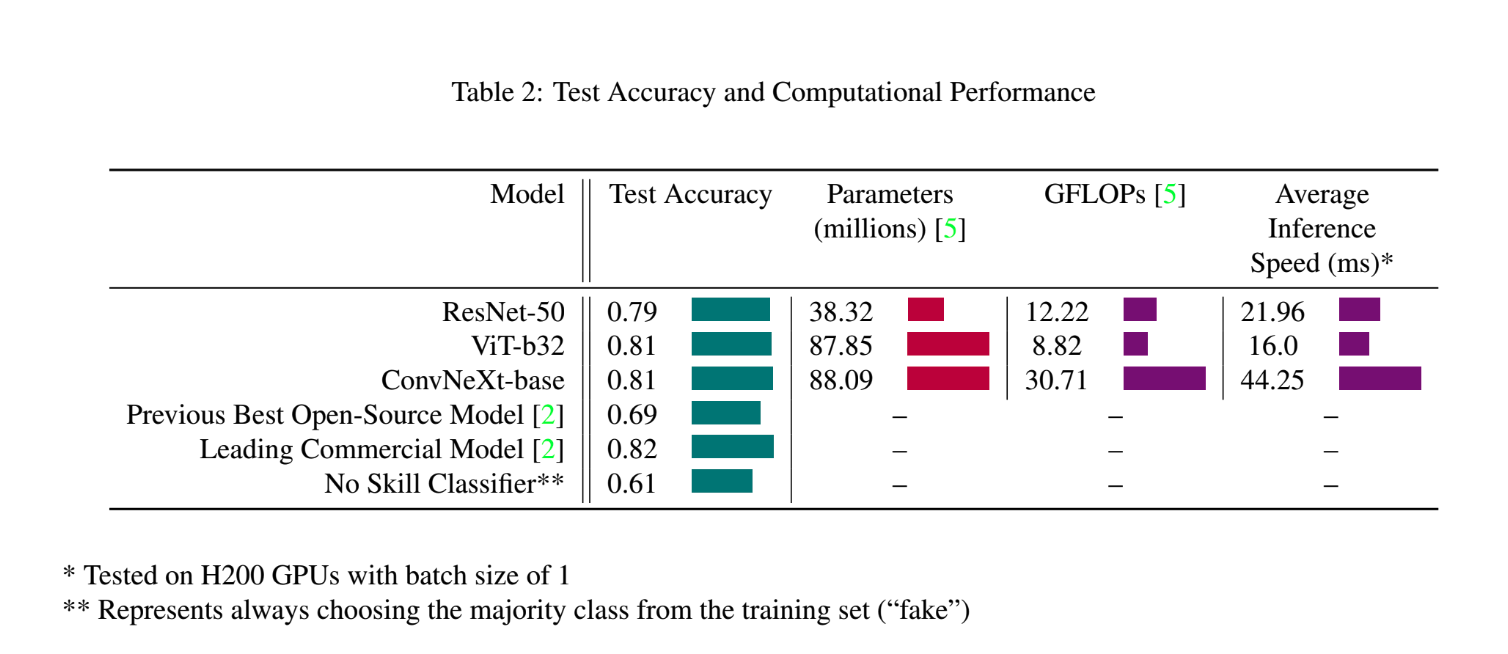 Table 2: Test Accuracy and Computational Performance
Model Test Accuracy Parameters (millions) [5] GFLOPs [5] Average Inference Speed (ms)*
ResNet-50 0.79 38.32 12.22 21.96
ViT-b32 0.81 87.85 8.82 16.0
ConvNeXt-base 0.81 88.09 30.71 44.25
Previous Best Open-Source Model [2] 0.69 – – –
Leading Commercial Model [2] 0.82 – – –
No Skill Classifier** 0.61 – – –
* Tested on H200 GPUs with batch size of 1
** Represents always choosing the majority class from the training set (“fake”)